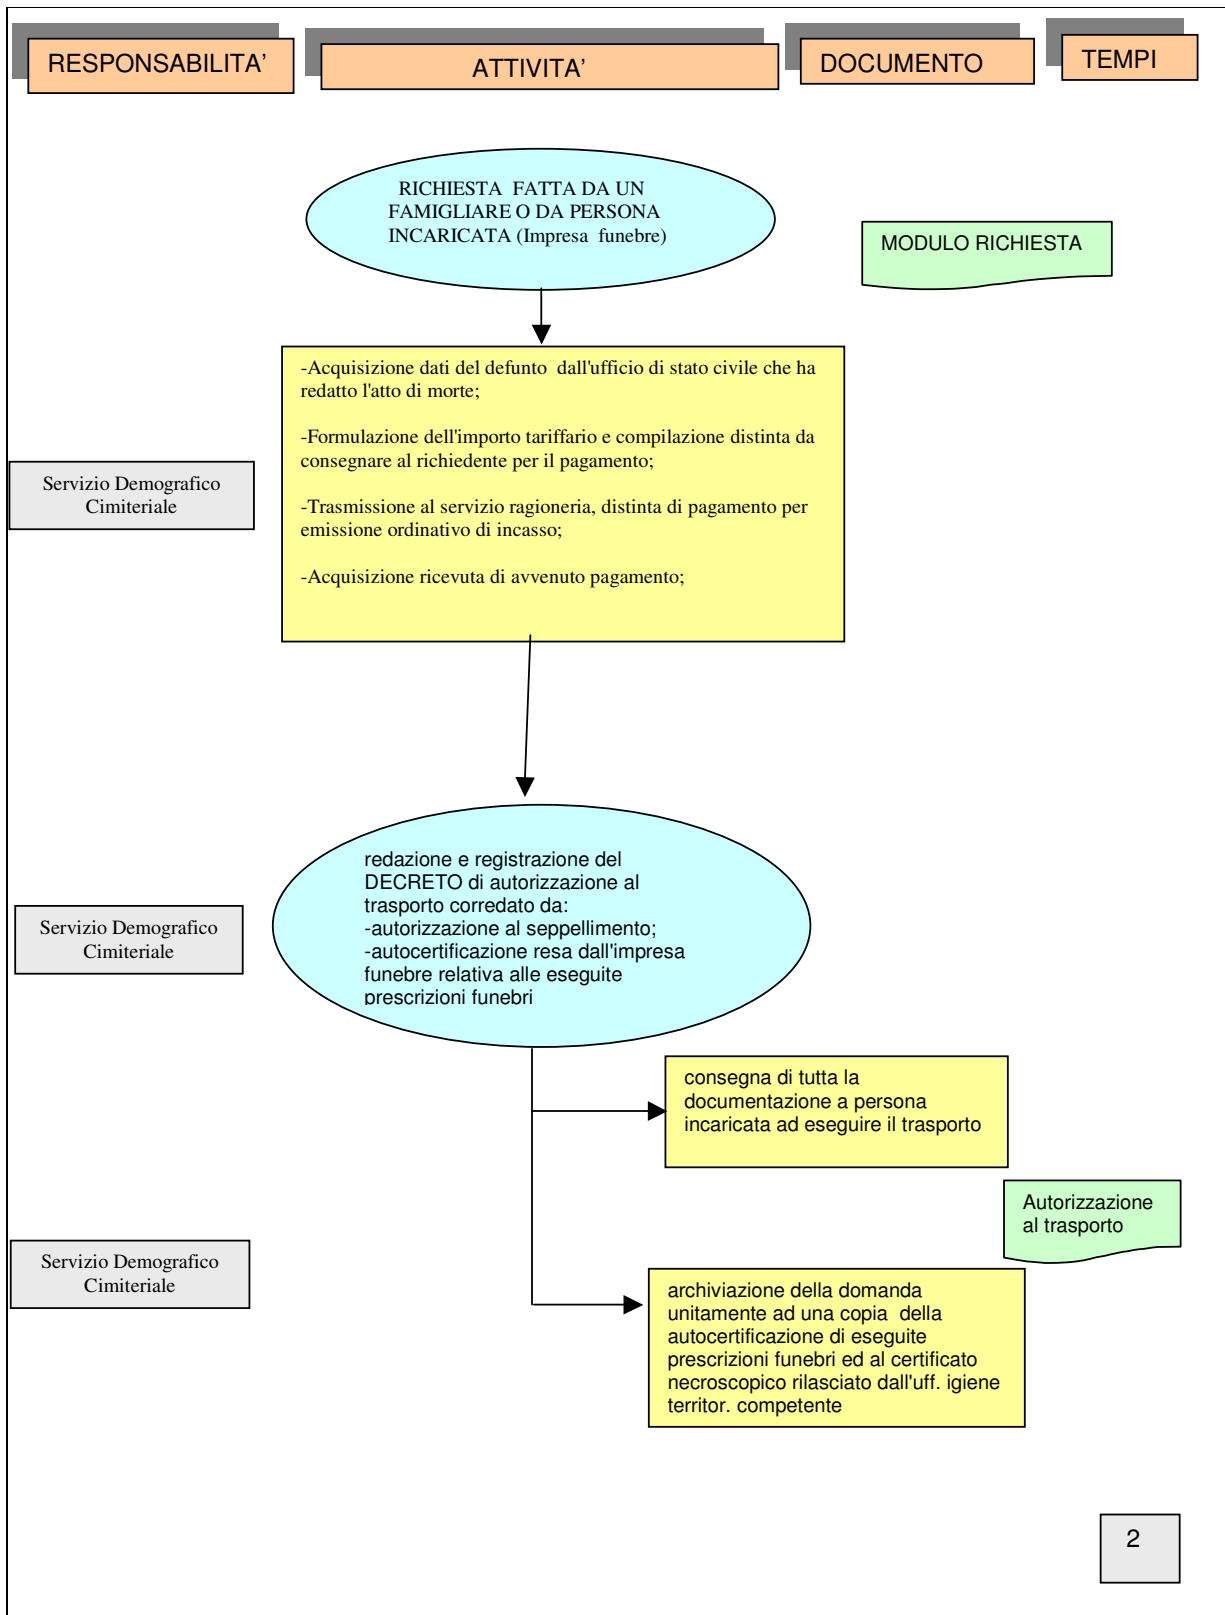 RESPONSABILITA’
ATTIVITA’
DOCUMENTO
TEMPI
RICHIESTA FATTA DA UN
FAMIGLIARE O DA PERSONA
INCARICATA (Impresa funebre)
MODULO RICHIESTA
-Acquisizione dati del defunto dall'ufficio di stato civile che ha
redatto l'atto di morte;
-Formulazione dell'importo tariffario e compilazione distinta da
consegnare al richiedente per il pagamento;
-Trasmissione al servizio ragioneria, distinta di pagamento per
emissione ordinativo di incasso;
-Acquisizione ricevuta di avvenuto pagamento;
Servizio Demografico
Cimiteriale
redazione e registrazione del
DECRETO di autorizzazione al
trasporto corredato da:
-autorizzazione al seppellimento;
-autocertificazione resa dall'impresa
funebre relativa alle eseguite
prescrizioni funebri
Servizio Demografico
Cimiteriale
consegna di tutta la
documentazione a persona
incaricata ad eseguire il trasporto
Autorizzazione
al trasporto
Servizio Demografico
Cimiteriale
archiviazione della domanda
unitamente ad una copia della
autocertificazione di eseguite
prescrizioni funebri ed al certificato
necroscopico rilasciato dall'uff. igiene
territor. competente
2